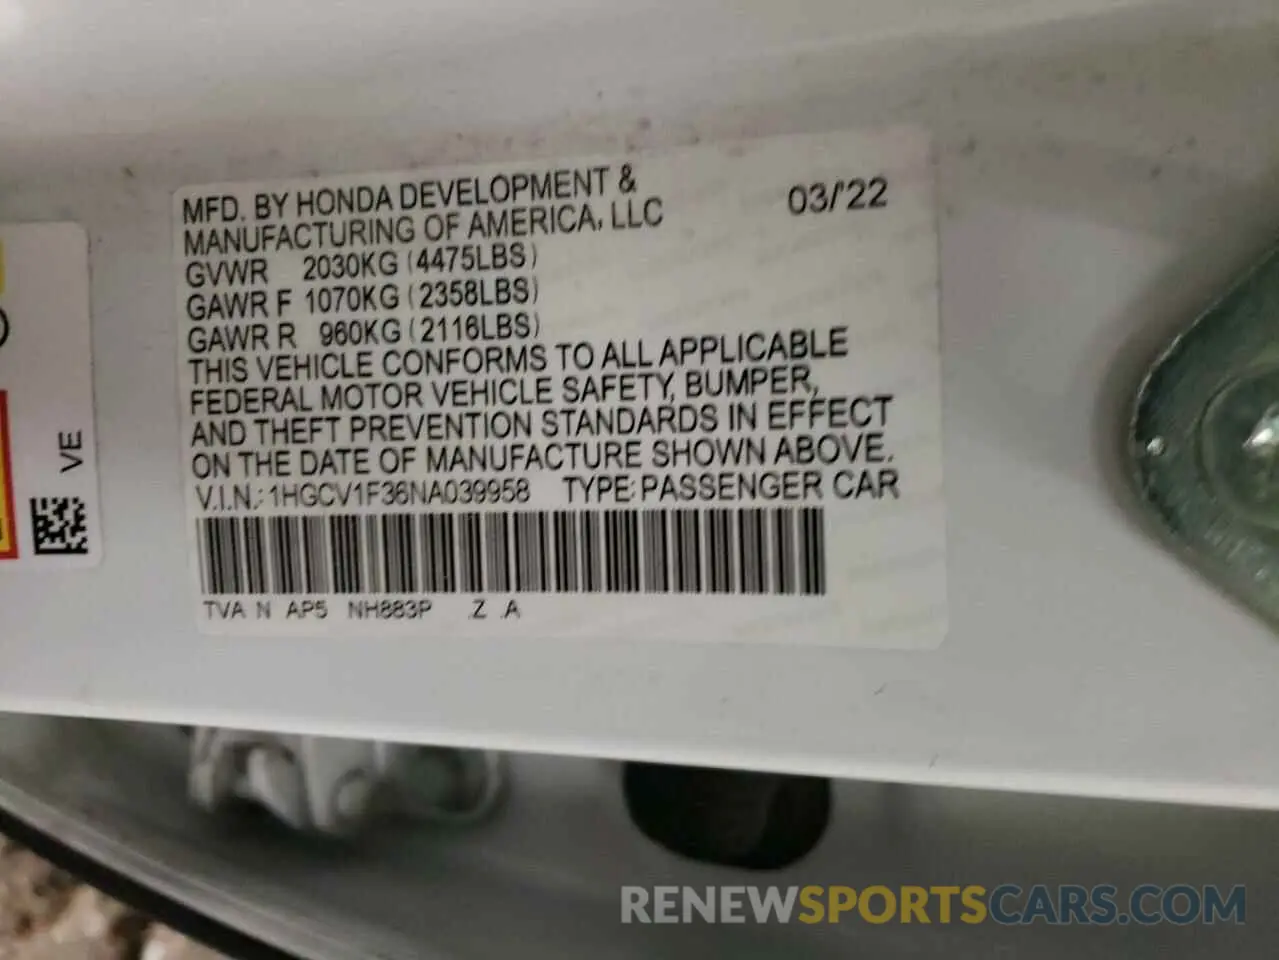 MFD. BY HONDA DEVELOPMENT & 03/'22
MANUFACTURING OF AMERICA, LLC
GVWR 2030KG (4475LBS)
GAWR F 1070KG (2358LBS)
GAWR R 960KG (2116LBS)
THIS VEHICLE CONFORMS TO ALL APPLICABLE
FEDERAL MOTOR VEHICLE SAFETY, BUMPER,
AND THEFT PREVENTION STANDARDS IN EFFECT
ON THE DATE OF MANUFACTURE SHOWN ABOVE.
V.I.N.: 1HGCV1F36NA039958 TYPE: PASSENGER CAR
TVA N AP5 NH883P .Z .A
VE
RENEWSPORTSCARS.COM